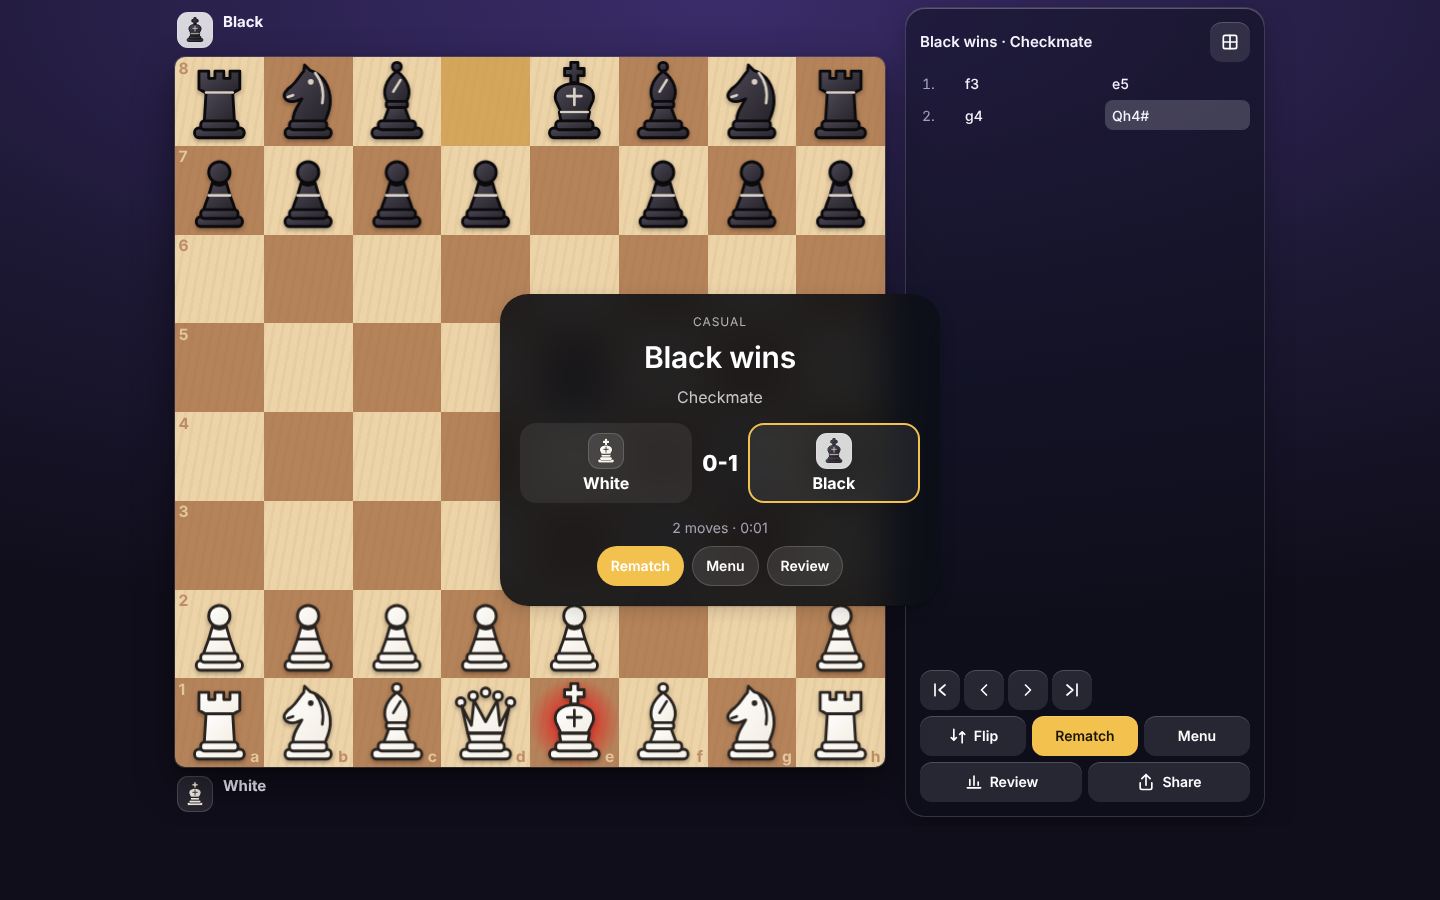 Black
8
7
6
5
4
3
2
1
a b c d e f g h
White
CASUAL
Black wins
Checkmate
White
0-1
Black
2 moves · 0:01
Rematch
Menu
Review
Black wins · Checkmate
1. f3 e5
2. g4 Qh4#
Flip
Rematch
Menu
Review
Share